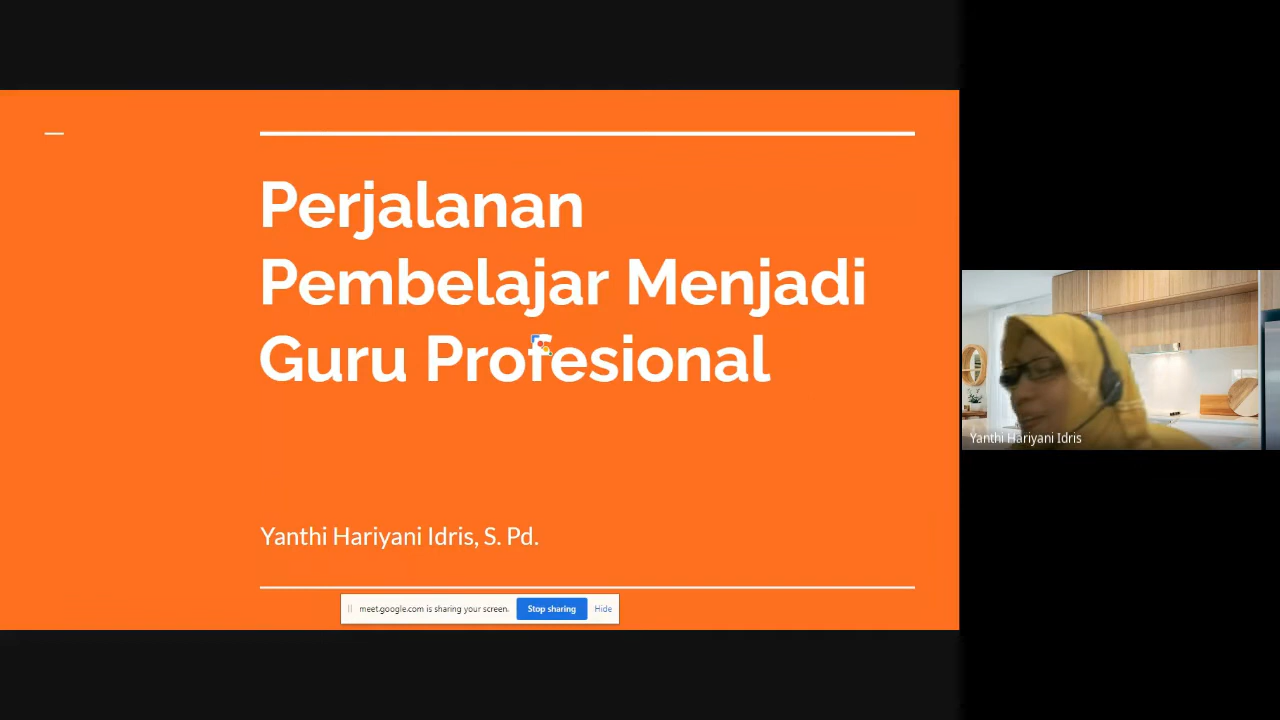 Perjalanan
Pembelajar Menjadi
Guru Profesional
Yanthi Hariyani Idris, S. Pd.
meet.google.com is sharing your screen.
Stop sharing
Hide
Yanthi Hariyani Idris